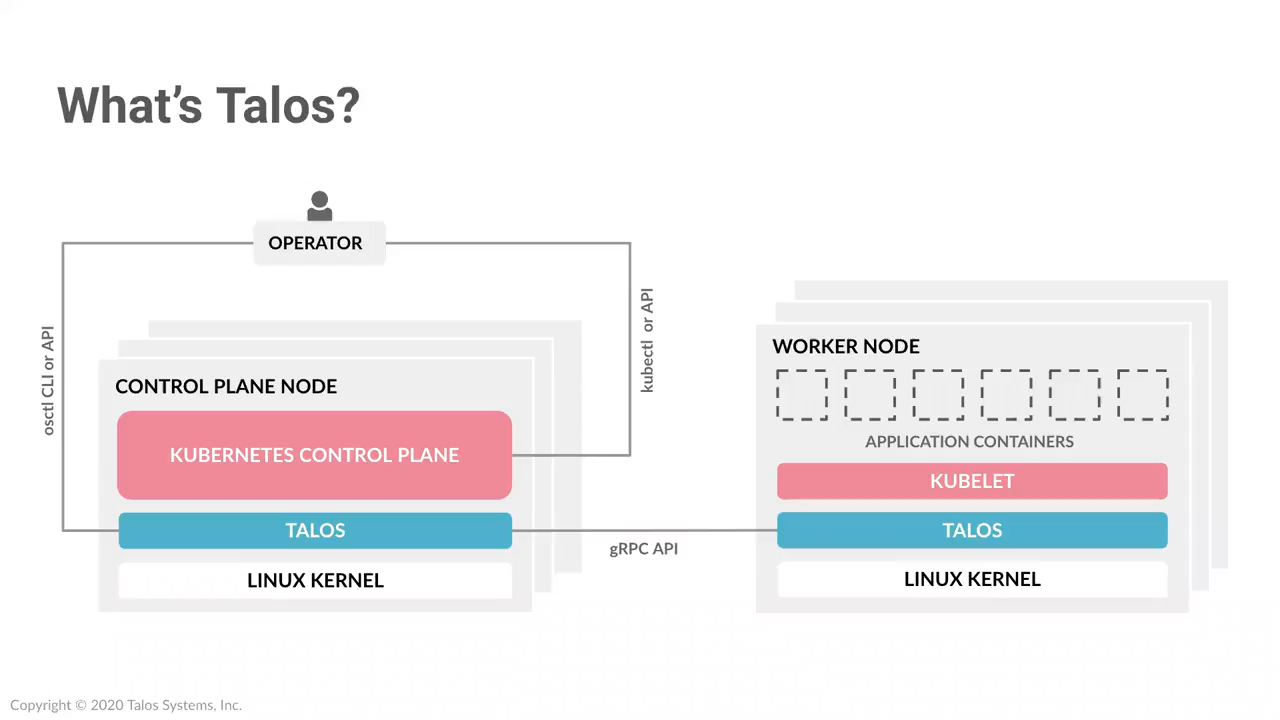 What’s Talos?
OPERATOR
osctl CLI or API
kubectl or API
CONTROL PLANE NODE
KUBERNETES CONTROL PLANE
TALOS
LINUX KERNEL
gRPC API
WORKER NODE
APPLICATION CONTAINERS
KUBELET
TALOS
LINUX KERNEL
Copyright © 2020 Talos Systems, Inc.